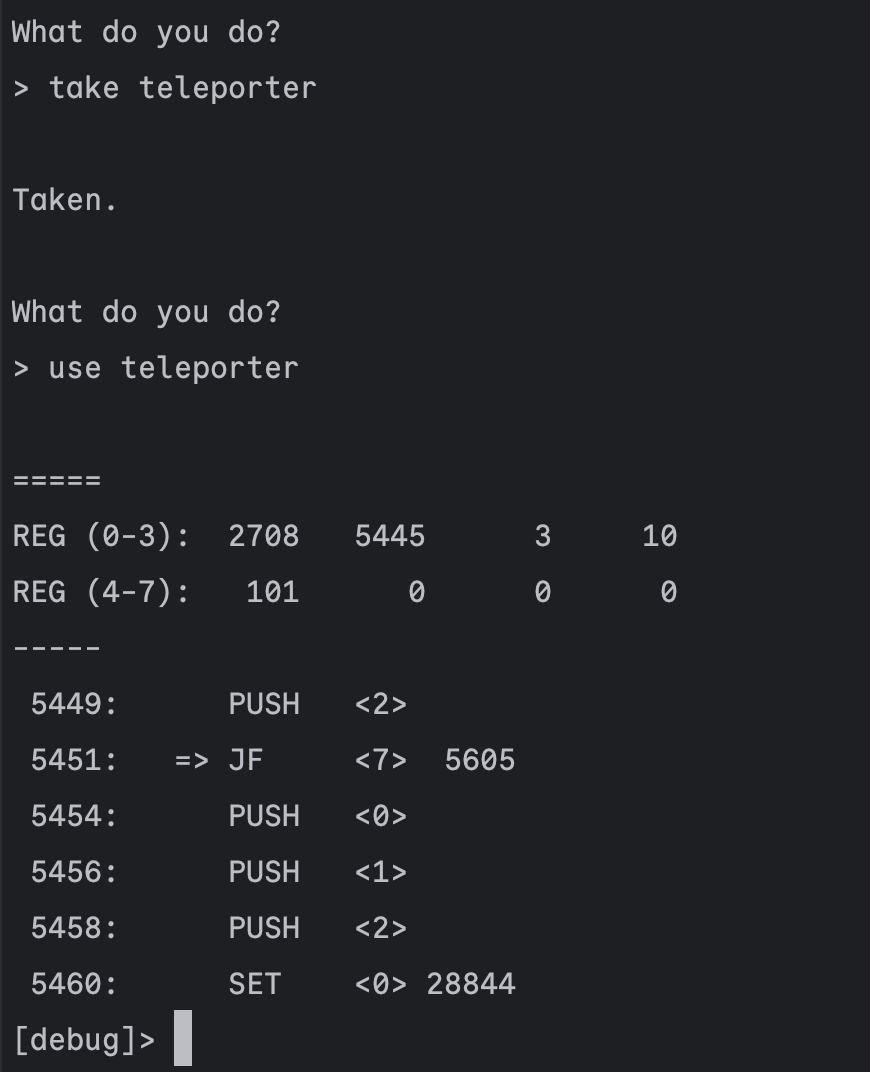 What do you do?
> take teleporter
Taken.
What do you do?
> use teleporter
=====
REG (0-3):  2708   5445      3     10
REG (4-7):   101      0      0      0
-----
 5449:      PUSH   <2>
 5451:   => JF     <7>  5605
 5454:      PUSH   <0>
 5456:      PUSH   <1>
 5458:      PUSH   <2>
 5460:      SET    <0> 28844
[debug]>